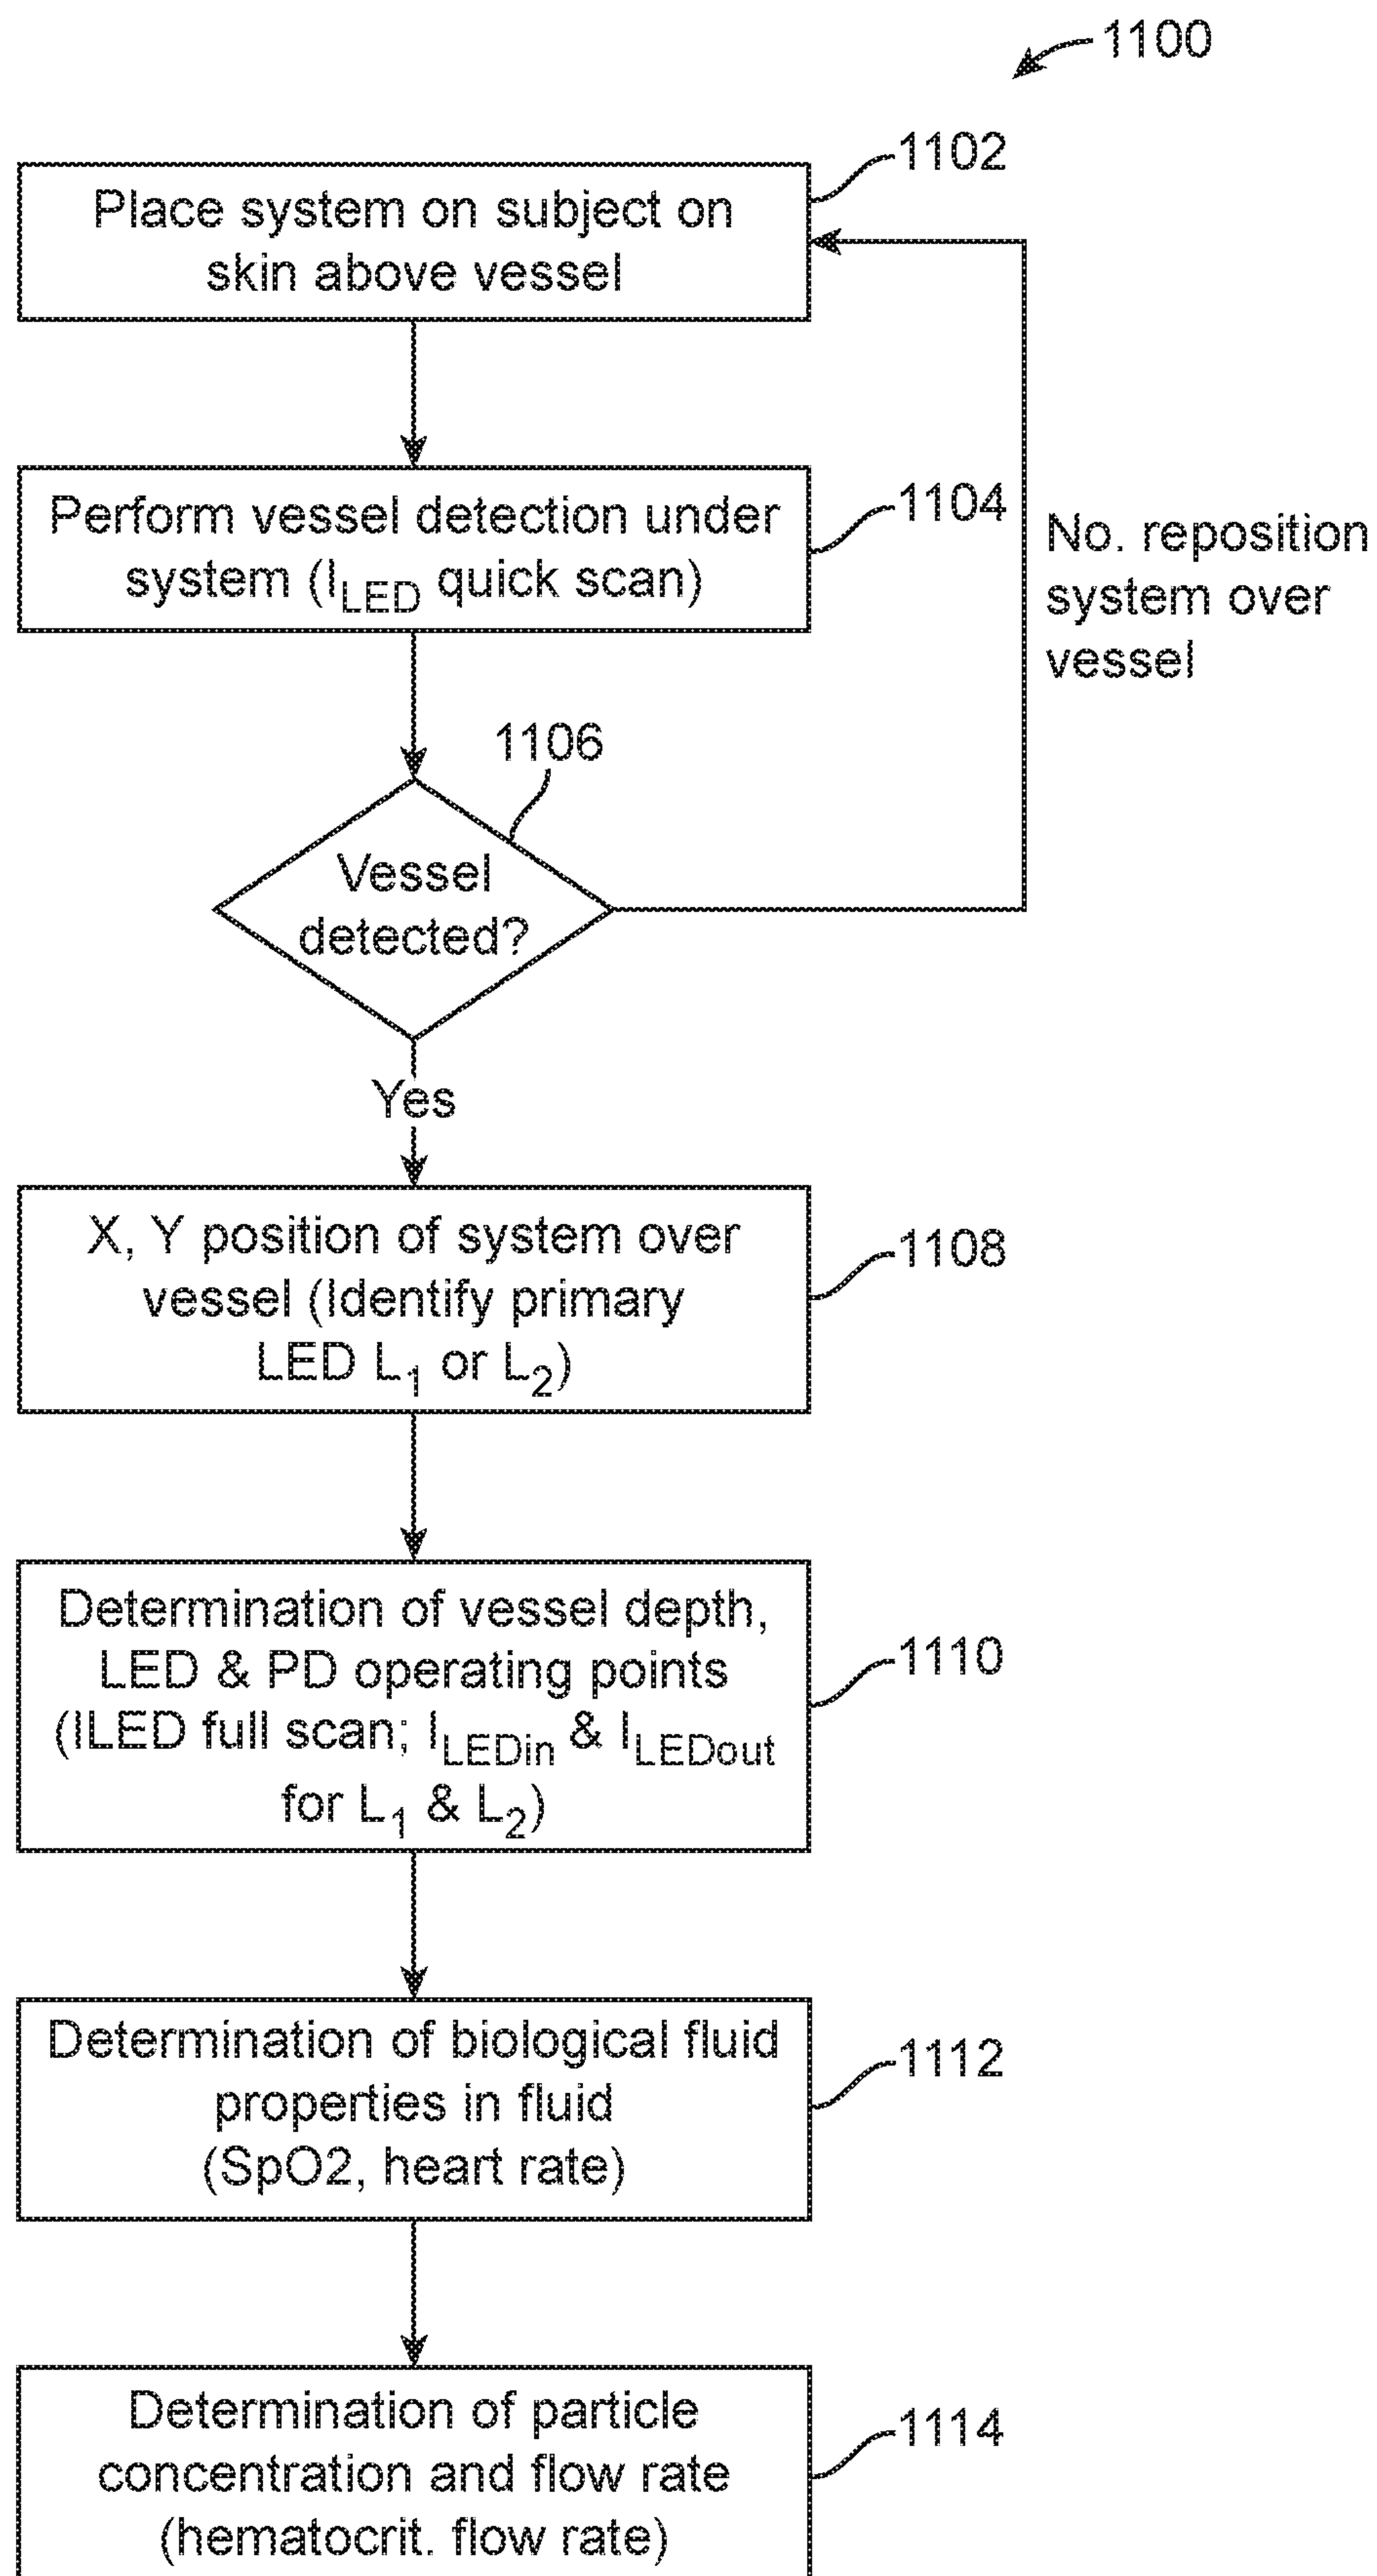 1100
1102
Place system on subject on
skin above vessel
Perform vessel detection under
system (I_LED quick scan)
1104
No. reposition
system over
vessel
1106
Vessel
detected?
Yes
X, Y position of system over
vessel (Identify primary
LED L₁ or L₂)
1108
Determination of vessel depth,
LED & PD operating points
(ILED full scan; I_LEDin & I_LEDout
for L₁ & L₂)
1110
Determination of biological fluid
properties in fluid
(SpO2, heart rate)
1112
Determination of particle
concentration and flow rate
(hematocrit. flow rate)
1114